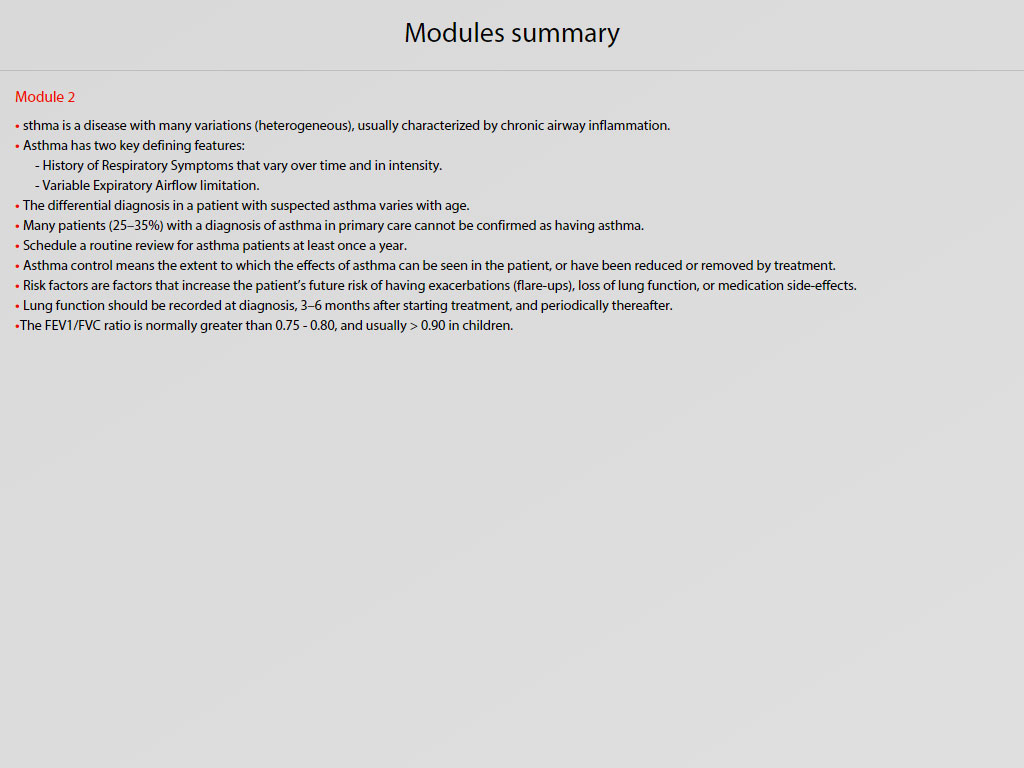 Modules summary
Module 2
• sthma is a disease with many variations (heterogeneous), usually characterized by chronic airway inflammation.
• Asthma has two key defining features:
- History of Respiratory Symptoms that vary over time and in intensity.
- Variable Expiratory Airflow limitation.
• The differential diagnosis in a patient with suspected asthma varies with age.
• Many patients (25–35%) with a diagnosis of asthma in primary care cannot be confirmed as having asthma.
• Schedule a routine review for asthma patients at least once a year.
• Asthma control means the extent to which the effects of asthma can be seen in the patient, or have been reduced or removed by treatment.
• Risk factors are factors that increase the patient’s future risk of having exacerbations (flare-ups), loss of lung function, or medication side-effects.
• Lung function should be recorded at diagnosis, 3–6 months after starting treatment, and periodically thereafter.
•The FEV1/FVC ratio is normally greater than 0.75 - 0.80, and usually > 0.90 in children.